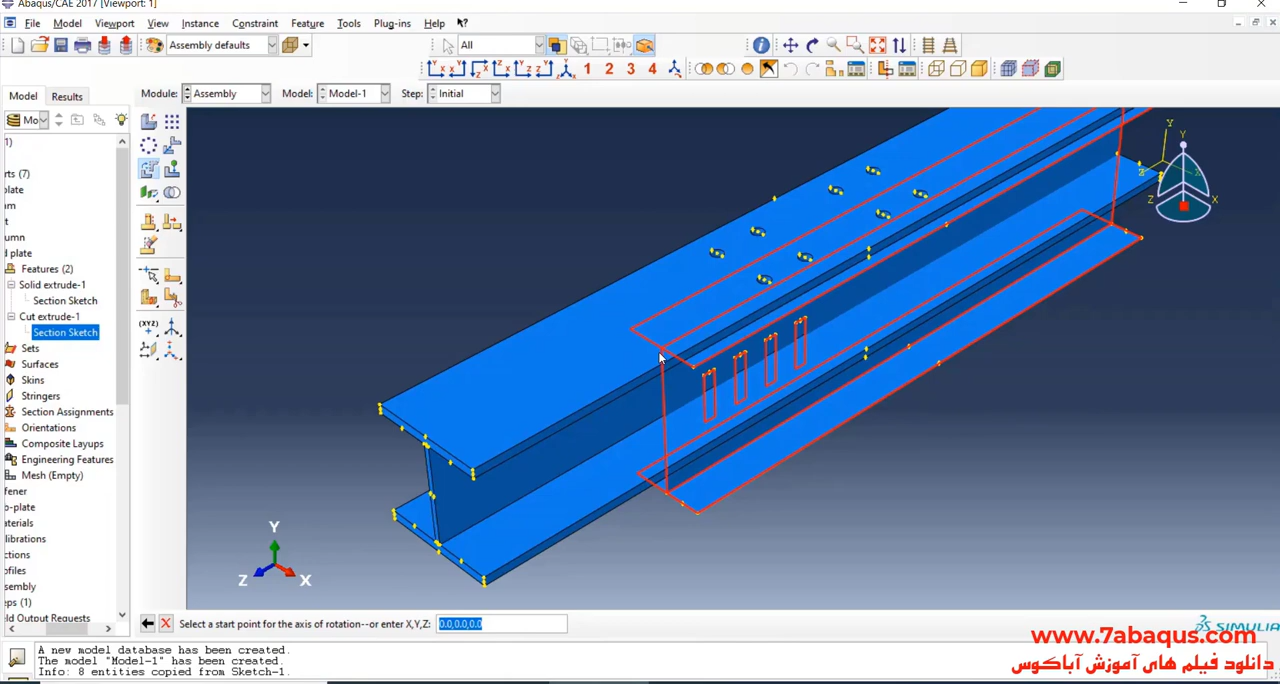 Abaqus/CAE 2017 [Viewport: 1]
File Model Viewport View Instance Constraint Feature Tools Plug-ins Help
Assembly defaults All
1 2 3 4
Model Results Module: Assembly Model: Model-1 Step: Initial
Mo
1)
rts (7)
plate
um
t
umn
d plate
Features (2)
Solid extrude-1
Section Sketch
Cut extrude-1
Section Sketch
Sets
Surfaces
Skins
Stringers
Section Assignments
Orientations
Composite Layups
Engineering Features
Mesh (Empty)
fener
p-plate
terials
librations
ctions
ofiles
sembly
eps (1)
eld Output Requests
(XYZ)
Y
Y
Z X
Z X
Y
Z X
Select a start point for the axis of rotation--or enter X,Y,Z: 0.0,0.0,0.0
SIMULIA
A new model database has been created.
The model "Model-1" has been created.
Info: 8 entities copied from Sketch-1.
www.7abaqus.com
دانلود فیلم های آموزش آباکوس